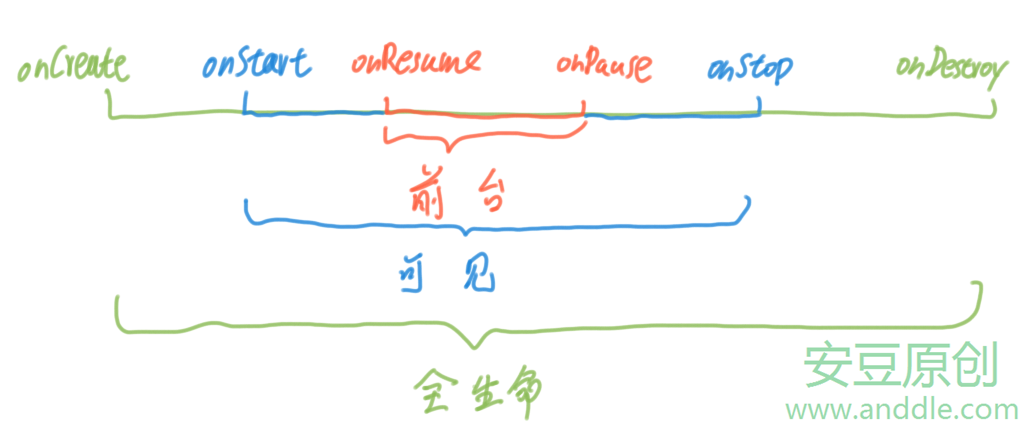 onCreate onStart onResume onPause onStop onDestroy
前台
可见
全生命
安豆原创
www.anddle.com